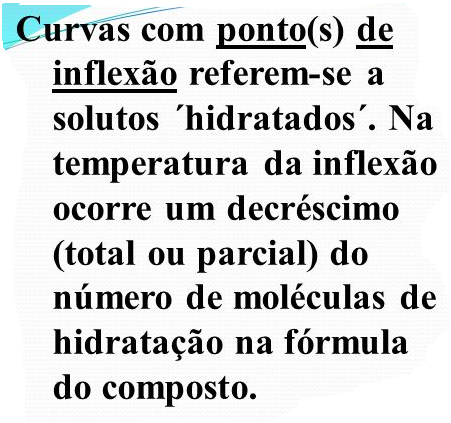 Curvas com ponto(s) de
inflexão referem-se a
solutos ´hidratados´. Na
temperatura da inflexão
ocorre um decréscimo
(total ou parcial) do
número de moléculas de
hidratação na fórmula
do composto.